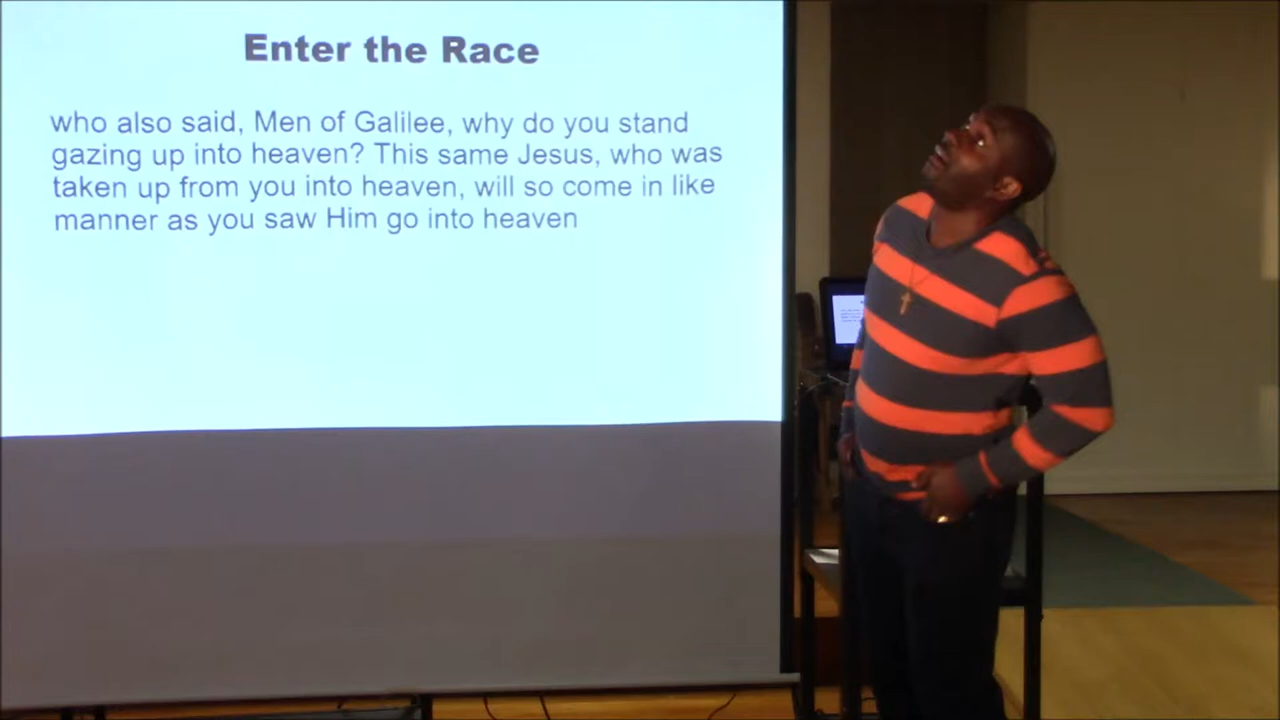 Enter the Race
who also said, Men of Galilee, why do you stand
gazing up into heaven? This same Jesus, who was
taken up from you into heaven, will so come in like
manner as you saw Him go into heaven